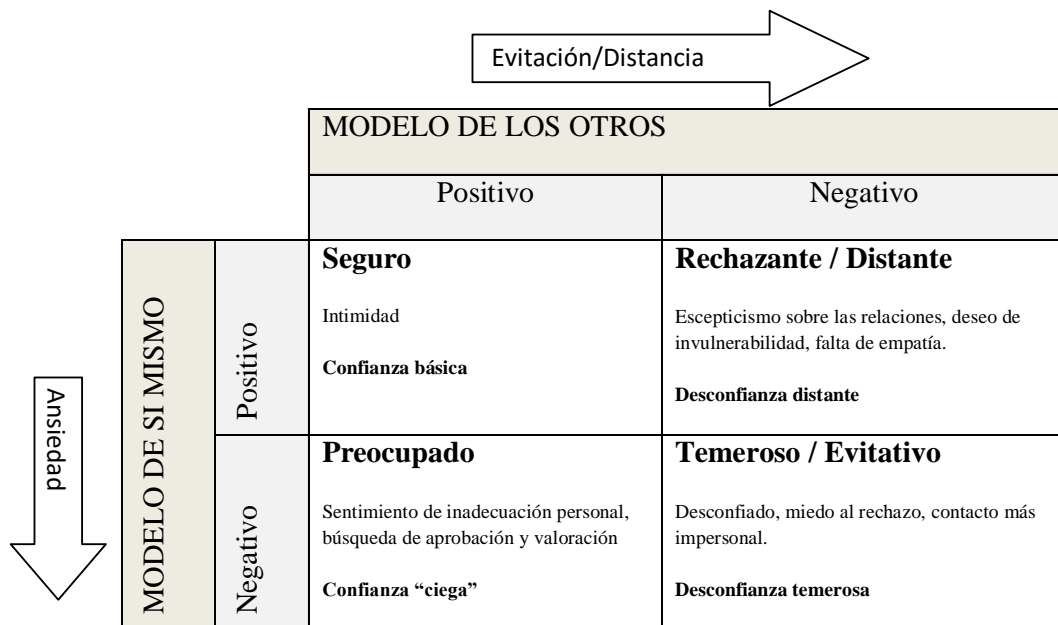 Evitación/Distancia
MODELO DE LOS OTROS
Positivo
Negativo
Ansiedad
MODELO DE SI MISMO
Positivo
Seguro
Intimidad
Confianza básica
Rechazante / Distante
Escepticismo sobre las relaciones, deseo de
invulnerabilidad, falta de empatía.
Desconfianza distante
Negativo
Preocupado
Sentimiento de inadecuación personal,
búsqueda de aprobación y valoración
Confianza “ciega”
Temeroso / Evitativo
Desconfiado, miedo al rechazo, contacto más
impersonal.
Desconfianza temerosa